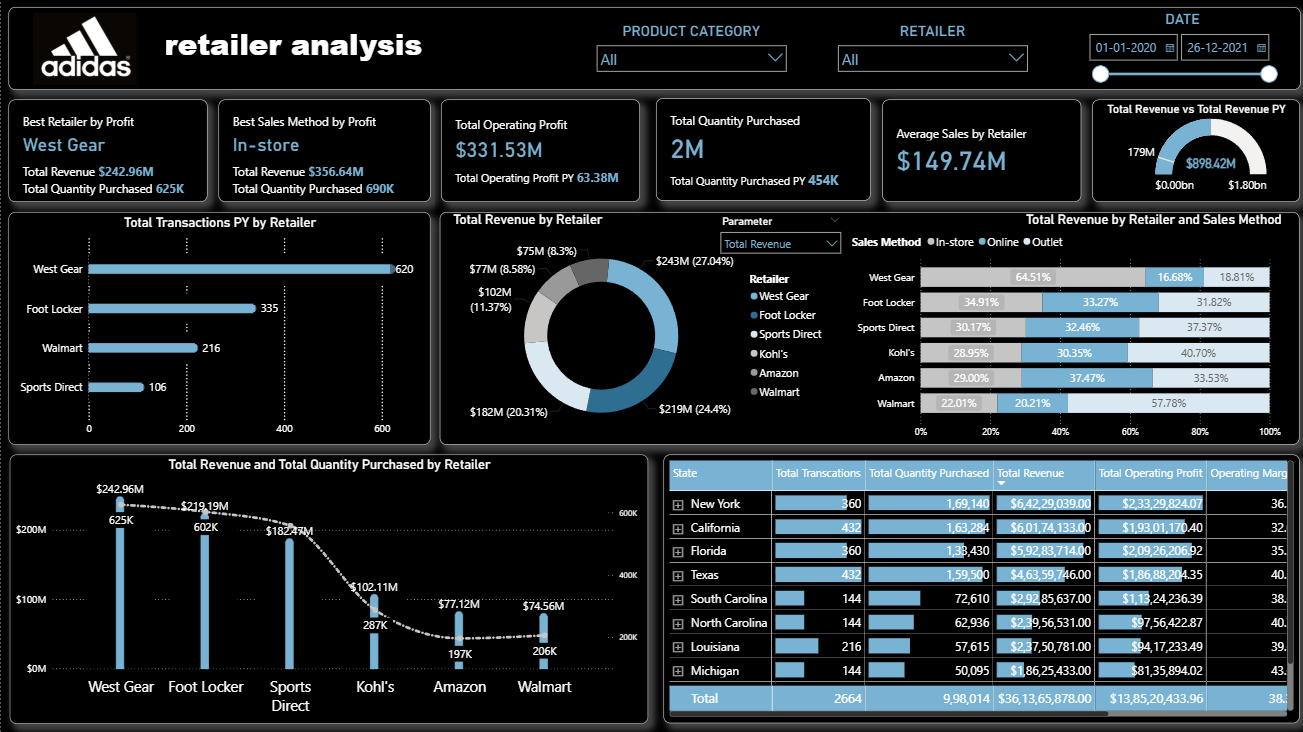 adidas
retailer analysis
PRODUCT CATEGORY
All
RETAILER
All
DATE
01-01-2020
26-12-2021
Best Retailer by Profit
West Gear
Total Revenue $242.96M
Total Quantity Purchased 625K
Best Sales Method by Profit
In-store
Total Revenue $356.64M
Total Quantity Purchased 690K
Total Operating Profit
$331.53M
Total Operating Profit PY 63.38M
Total Quantity Purchased
2M
Total Quantity Purchased PY 454K
Average Sales by Retailer
$149.74M
Total Revenue vs Total Revenue PY
179M
$898.42M
$0.00bn
$1.80bn
Total Transactions PY by Retailer
West Gear
620
Foot Locker
335
Walmart
216
Sports Direct
106
0
200
400
600
Total Revenue by Retailer
$75M (8.3%)
$77M (8.58%)
$102M
(11.37%)
$182M (20.31%)
$243M (27.04%)
$219M (24.4%)
Parameter
Total Revenue
Retailer
West Gear
Foot Locker
Sports Direct
Kohl's
Amazon
Walmart
Total Revenue by Retailer and Sales Method
Sales Method In-store Online Outlet
West Gear 64.51% 16.68% 18.81%
Foot Locker 34.91% 33.27% 31.82%
Sports Direct 30.17% 32.46% 37.37%
Kohl's 28.95% 30.35% 40.70%
Amazon 29.00% 37.47% 33.53%
Walmart 22.01% 20.21% 57.78%
0% 20% 40% 60% 80% 100%
Total Revenue and Total Quantity Purchased by Retailer
$242.96M
$219.19M
$182.47M
$102.11M
$77.12M
$74.56M
625K
602K
287K
197K
206K
$200M
$100M
$0M
600K
400K
200K
West Gear
Foot Locker
Sports
Direct
Kohl's
Amazon
Walmart
State Total Transcations Total Quantity Purchased Total Revenue Total Operating Profit Operating Marg
New York 360 1,69,140 $6,42,29,039.00 $2,33,29,824.07 36.
California 432 1,63,284 $6,01,74,133.00 $1,93,01,170.40 32.
Florida 360 1,33,430 $5,92,83,714.00 $2,09,26,206.92 35.
Texas 432 1,59,500 $4,63,59,746.00 $1,86,88,204.35 40.
South Carolina 144 72,610 $2,92,85,637.00 $1,13,24,236.39 38.
North Carolina 144 62,936 $2,39,56,531.00 $97,56,422.87 40.
Louisiana 216 57,615 $2,37,50,781.00 $94,17,233.49 39.
Michigan 144 50,095 $1,86,25,433.00 $81,35,894.02 43.
Total 2664 9,98,014 $36,13,65,878.00 $13,85,20,433.96 38.